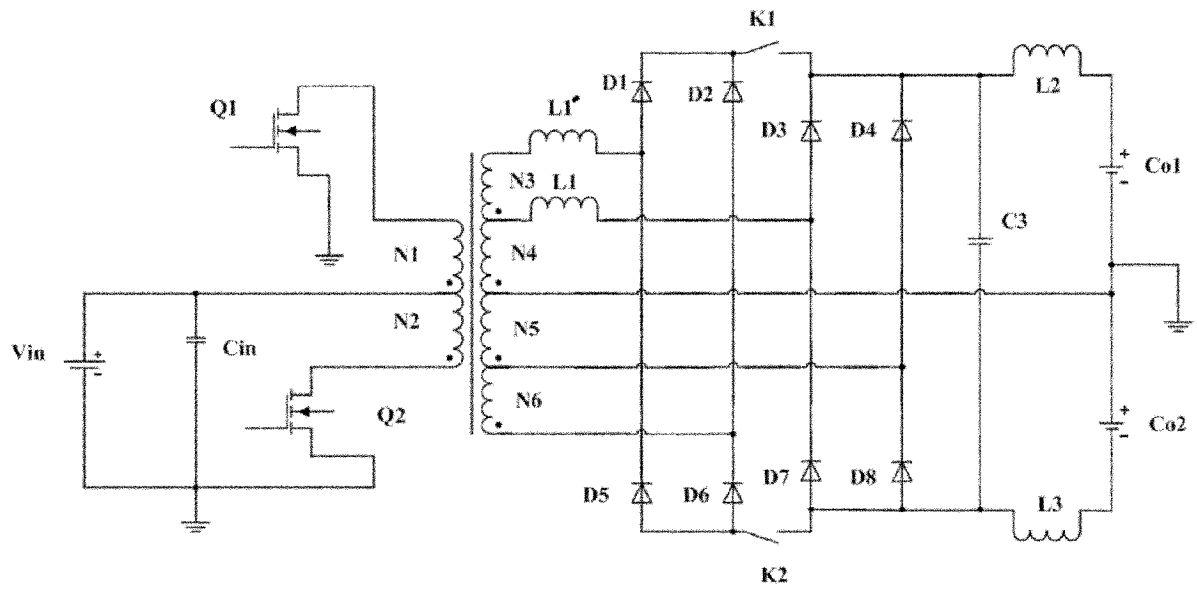 K1
D1
D2
Q1
L1*
D3
D4
L2
N3
L1
Co1
N1
N4
C3
N2
N5
Vin
Cin
N6
Q2
Co2
D5
D6
D7
D8
L3
K2